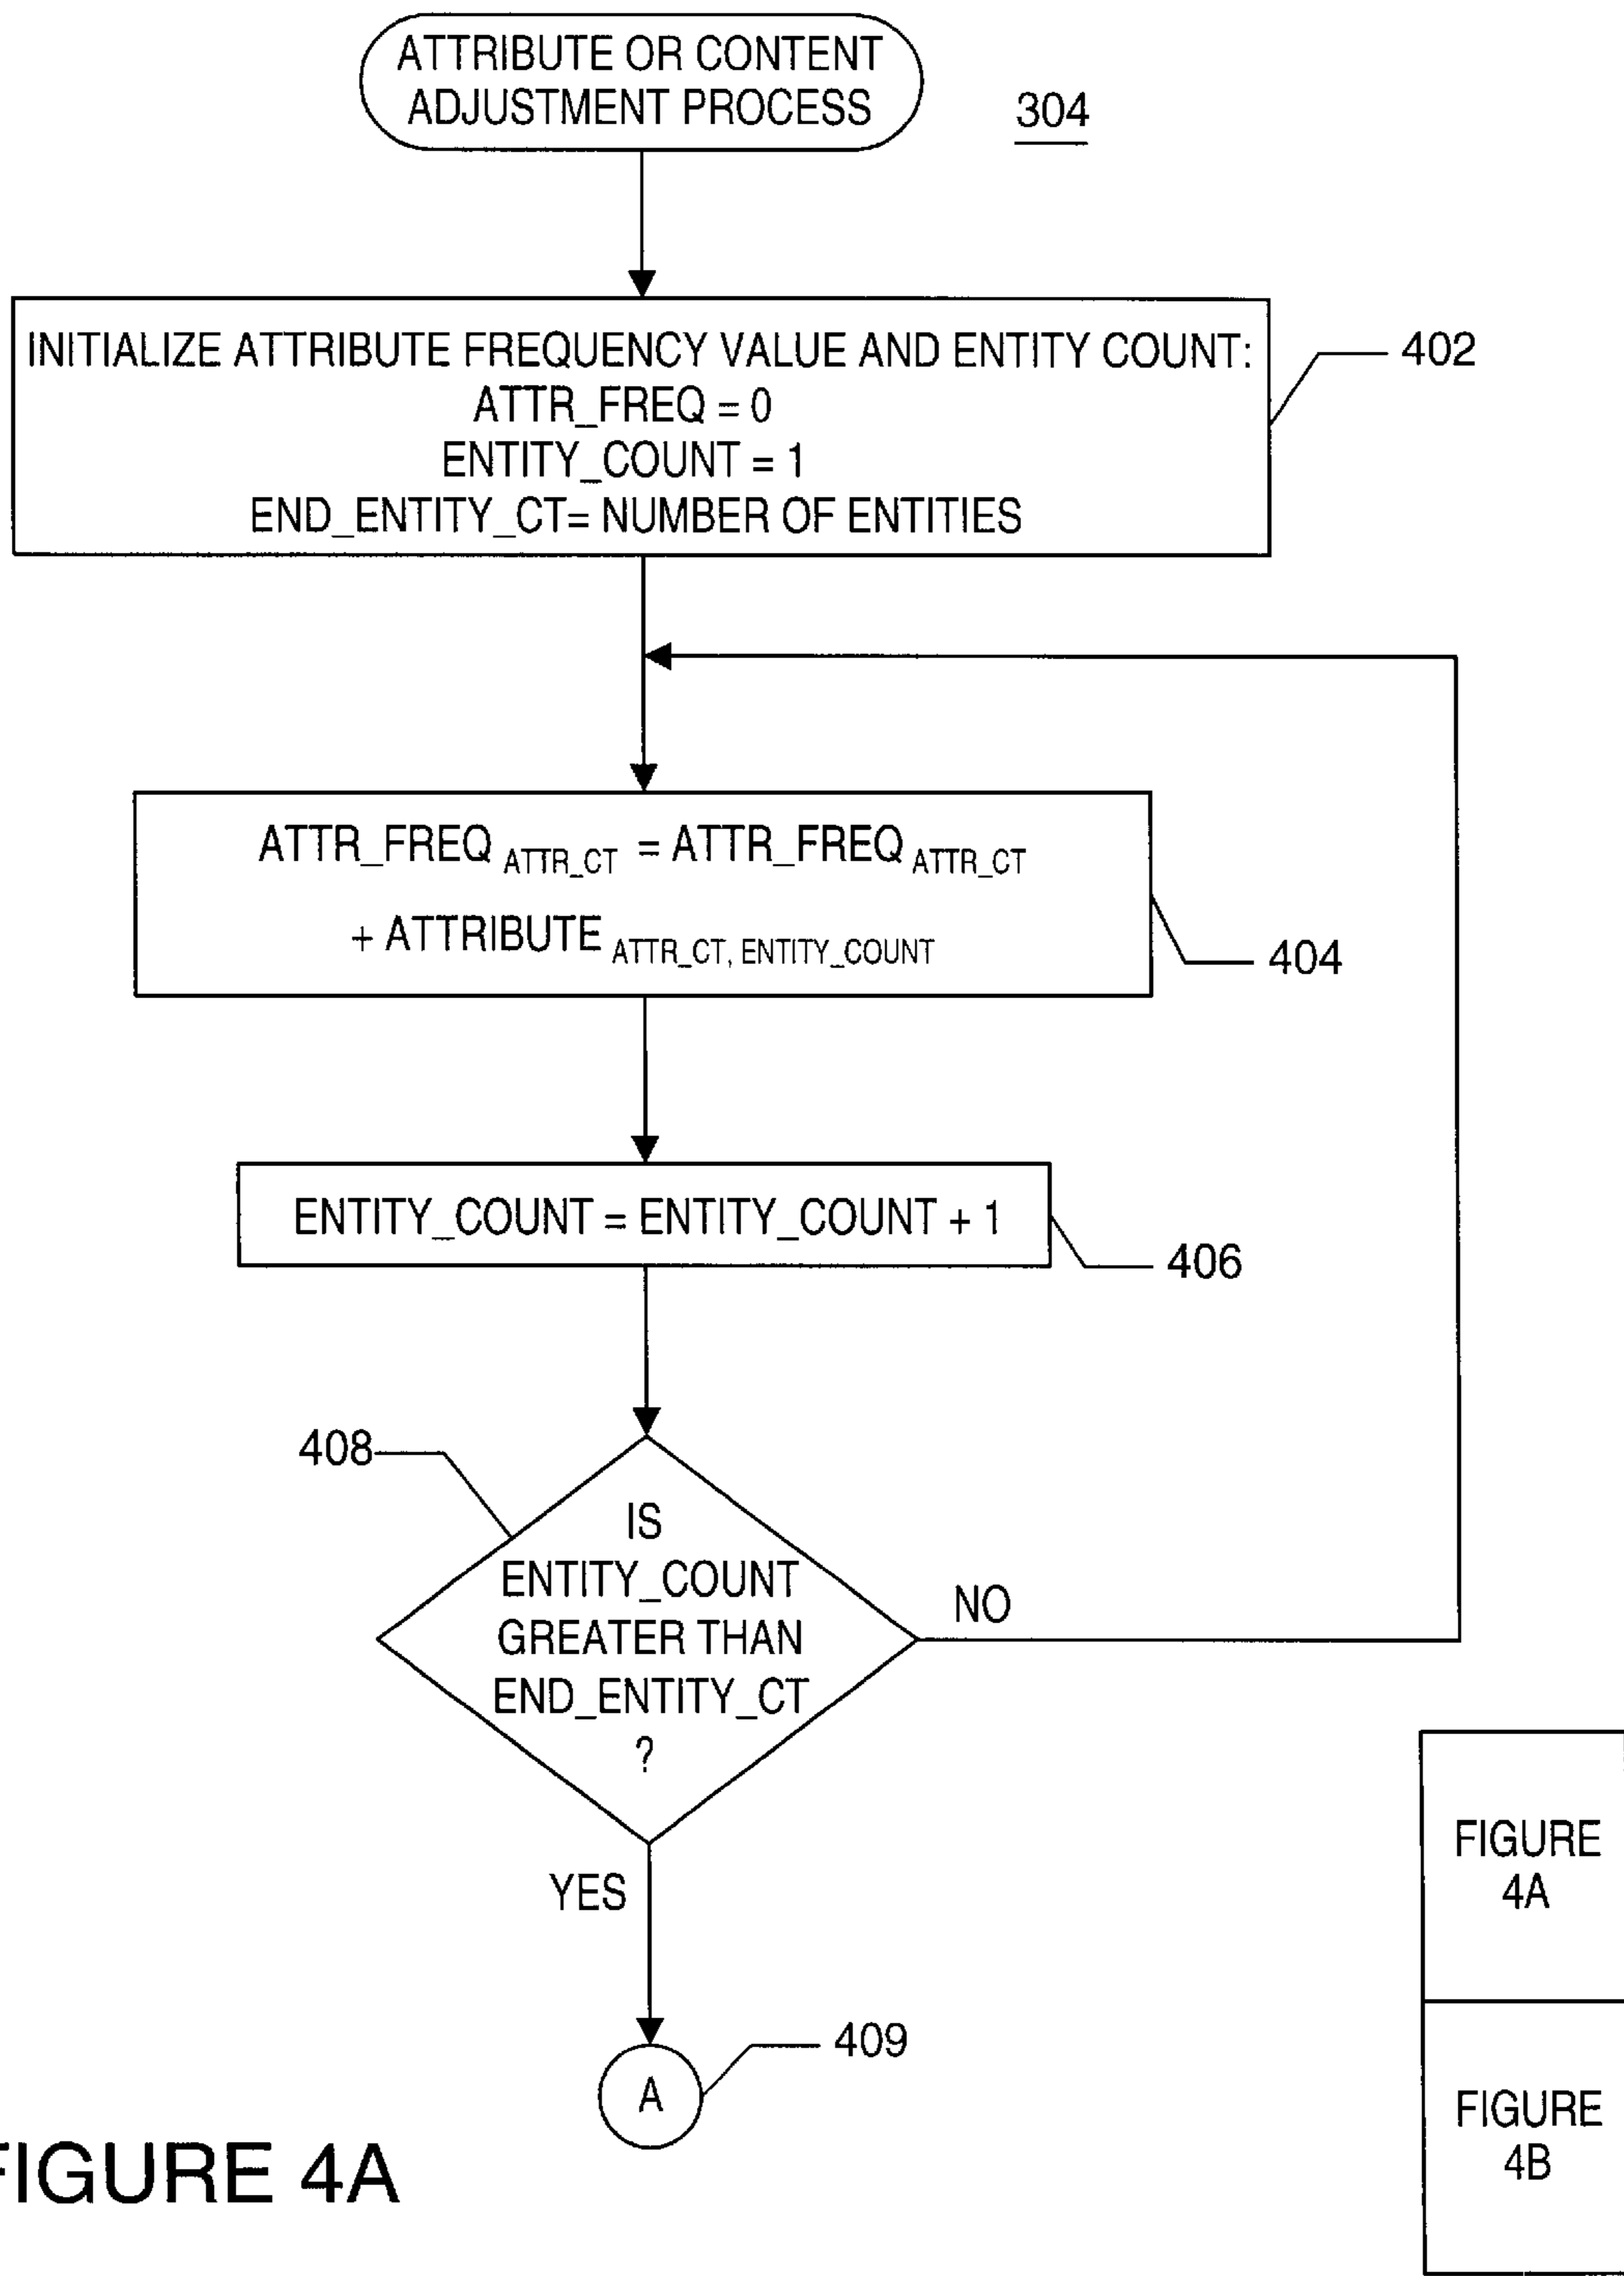 ATTRIBUTE OR CONTENT
ADJUSTMENT PROCESS
304
INITIALIZE ATTRIBUTE FREQUENCY VALUE AND ENTITY COUNT:
ATTR_FREQ = 0
ENTITY_COUNT = 1
END_ENTITY_CT= NUMBER OF ENTITIES
402
ATTR_FREQ ATTR_CT = ATTR_FREQ ATTR_CT
+ ATTRIBUTE ATTR_CT, ENTITY_COUNT
404
ENTITY_COUNT = ENTITY_COUNT + 1
406
408
IS
ENTITY_COUNT
GREATER THAN
END_ENTITY_CT
?
NO
YES
A
409
FIGURE
4A
FIGURE
4B
FIGURE 4A